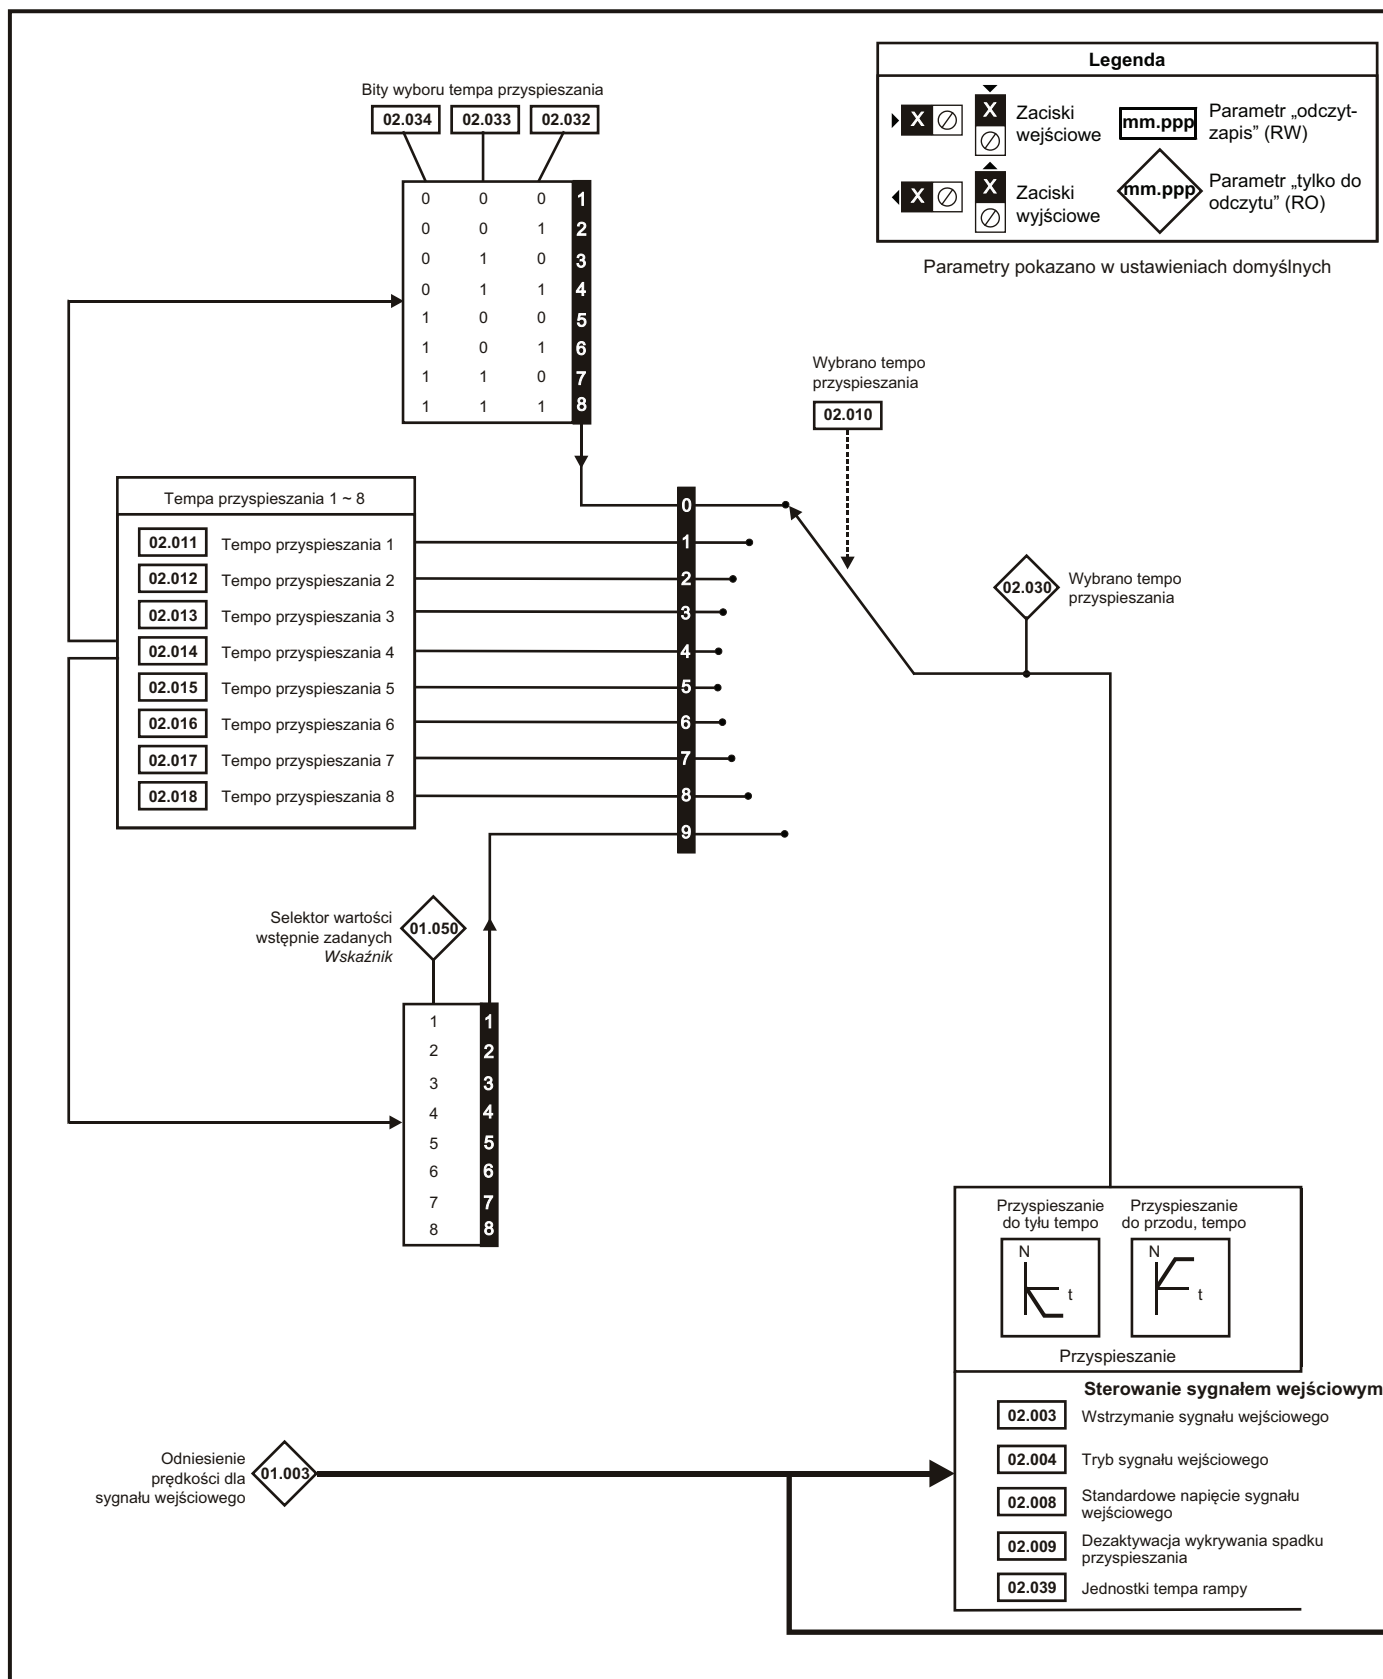 Legenda
X
X
Zaciski
wejściowe
mm.ppp
Parametr „odczyt-
zapis” (RW)
X
X
Zaciski
wyjściowe
mm.ppp
Parametr „tylko do
odczytu” (RO)
Parametry pokazano w ustawieniach domyślnych
Bity wyboru tempa przyspieszania
02.034 02.033 02.032
0 0 0 1
0 0 1 2
0 1 0 3
0 1 1 4
1 0 0 5
1 0 1 6
1 1 0 7
1 1 1 8
Wybrano tempo
przyspieszania
02.010
Tempa przyspieszania 1 ~ 8
02.011 Tempo przyspieszania 1
02.012 Tempo przyspieszania 2
02.013 Tempo przyspieszania 3
02.014 Tempo przyspieszania 4
02.015 Tempo przyspieszania 5
02.016 Tempo przyspieszania 6
02.017 Tempo przyspieszania 7
02.018 Tempo przyspieszania 8
0
1
2
3
4
5
6
7
8
9
02.030
Wybrano tempo
przyspieszania
Selektor wartości
wstępnie zadanych
Wskaźnik
01.050
1 1
2 2
3 3
4 4
5 5
6 6
7 7
8 8
Przyspieszanie
do tyłu tempo
N
t
Przyspieszanie
do przodu, tempo
N
t
Przyspieszanie
Sterowanie sygnałem wejściowym
02.003 Wstrzymanie sygnału wejściowego
02.004 Tryb sygnału wejściowego
02.008 Standardowe napięcie sygnału
wejściowego
02.009 Dezaktywacja wykrywania spadku
przyspieszania
02.039 Jednostki tempa rampy
Odniesienie
prędkości dla
sygnału wejściowego
01.003